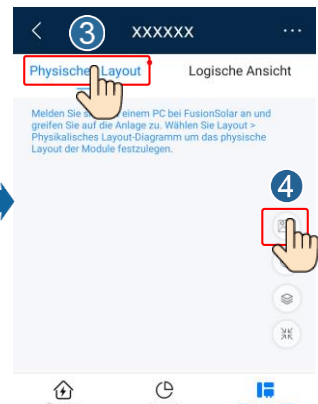 3 XXXXXX
Physisches Layout Logische Ansicht
Melden Sie einem PC bei FusionSolar an und
greifen Sie auf die Anlage zu. Wählen Sie Layout >
Physikalisches Layout-Diagramm um das physische
Layout der Module festzulegen.
4